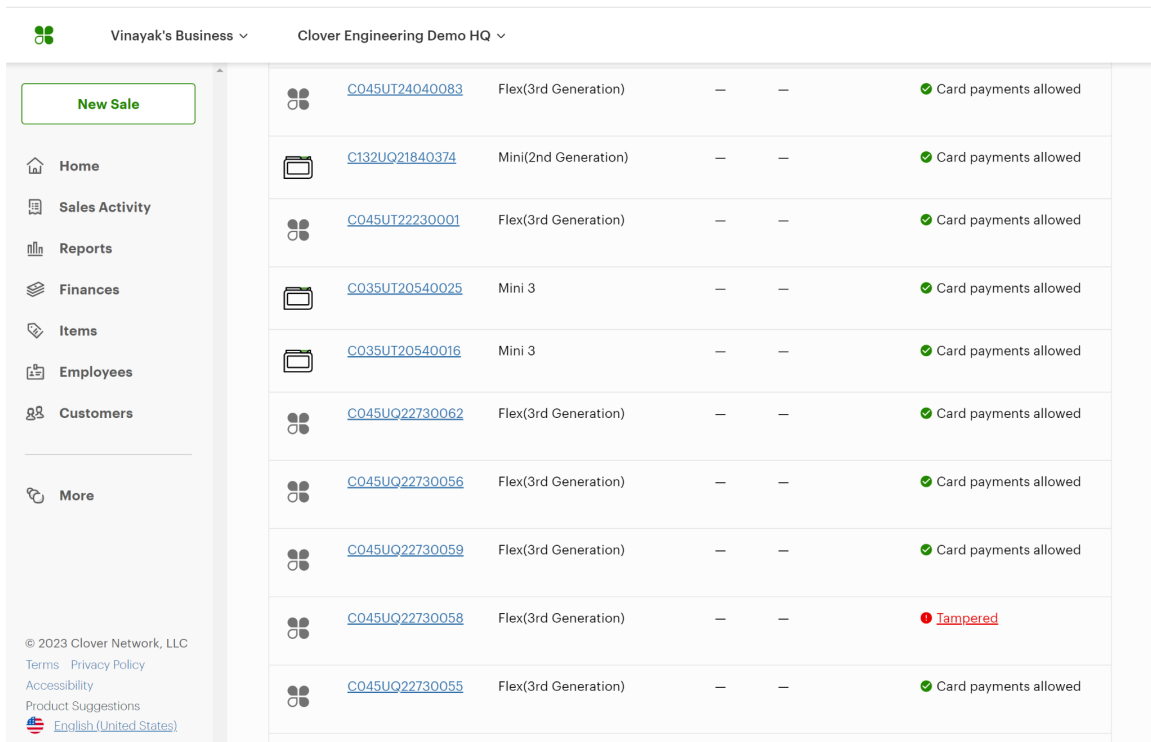 Vinayak's Business
Clover Engineering Demo HQ
New Sale
Home
Sales Activity
Reports
Finances
Items
Employees
Customers
More
© 2023 Clover Network, LLC
Terms Privacy Policy
Accessibility
Product Suggestions
English (United States)
C045UT24040083 Flex(3rd Generation) — — Card payments allowed
C132UQ21840374 Mini(2nd Generation) — — Card payments allowed
C045UT22230001 Flex(3rd Generation) — — Card payments allowed
C035UT20540025 Mini 3 — — Card payments allowed
C035UT20540016 Mini 3 — — Card payments allowed
C045UQ22730062 Flex(3rd Generation) — — Card payments allowed
C045UQ22730056 Flex(3rd Generation) — — Card payments allowed
C045UQ22730059 Flex(3rd Generation) — — Card payments allowed
C045UQ22730058 Flex(3rd Generation) — — Tampered
C045UQ22730055 Flex(3rd Generation) — — Card payments allowed